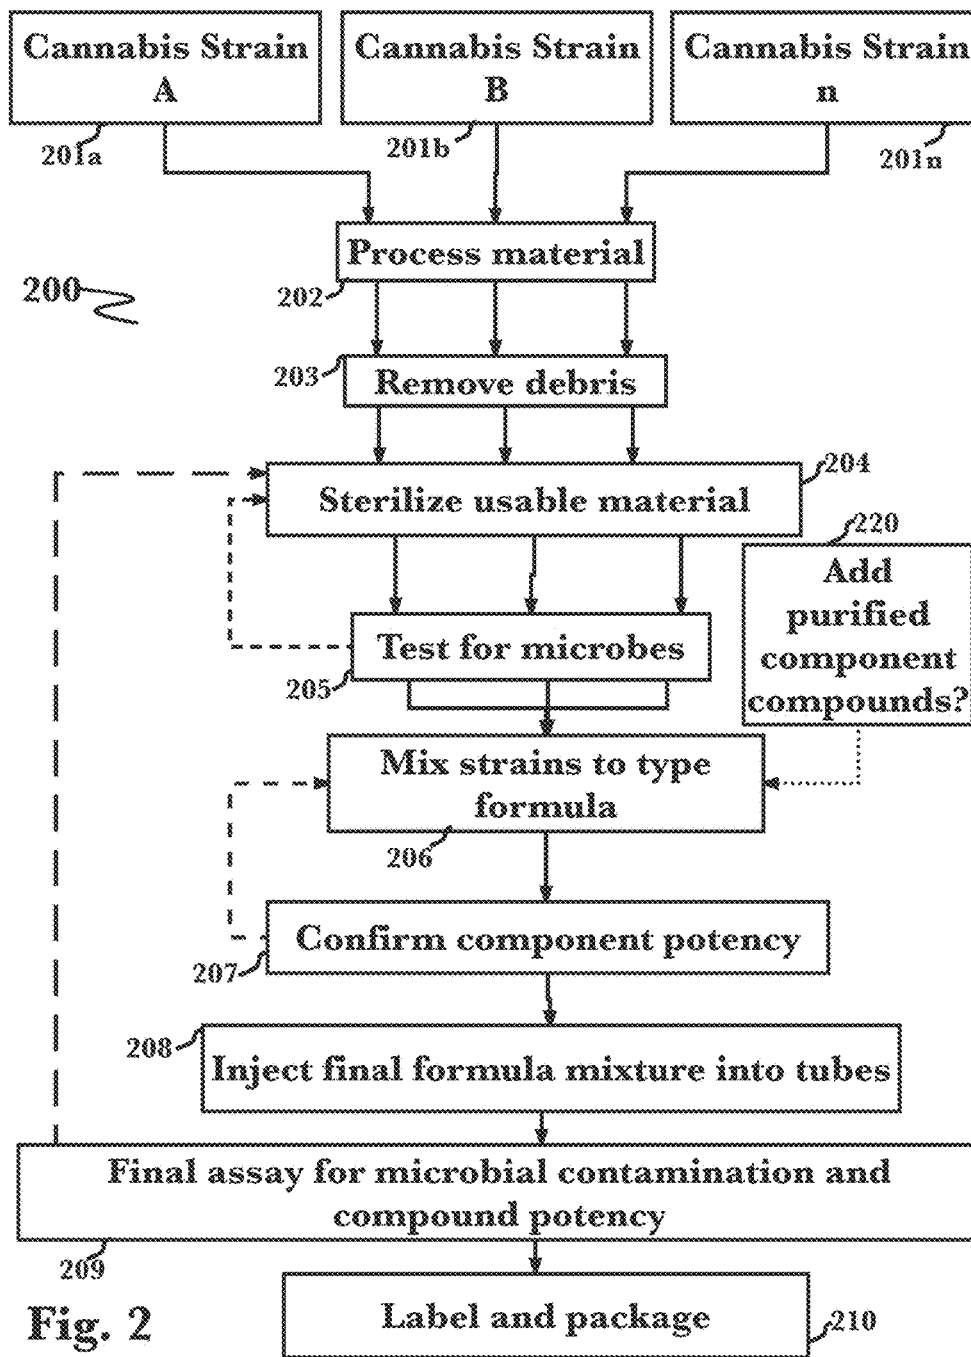 Cannabis Strain
A
Cannabis Strain
B
Cannabis Strain
n
201a
201b
201n
Process material
202
200
Remove debris
203
Sterilize usable material
204
220
Add
purified
component
compounds?
Test for microbes
205
Mix strains to type
formula
206
Confirm component potency
207
208
Inject final formula mixture into tubes
Final assay for microbial contamination and
compound potency
209
Label and package
210
Fig. 2